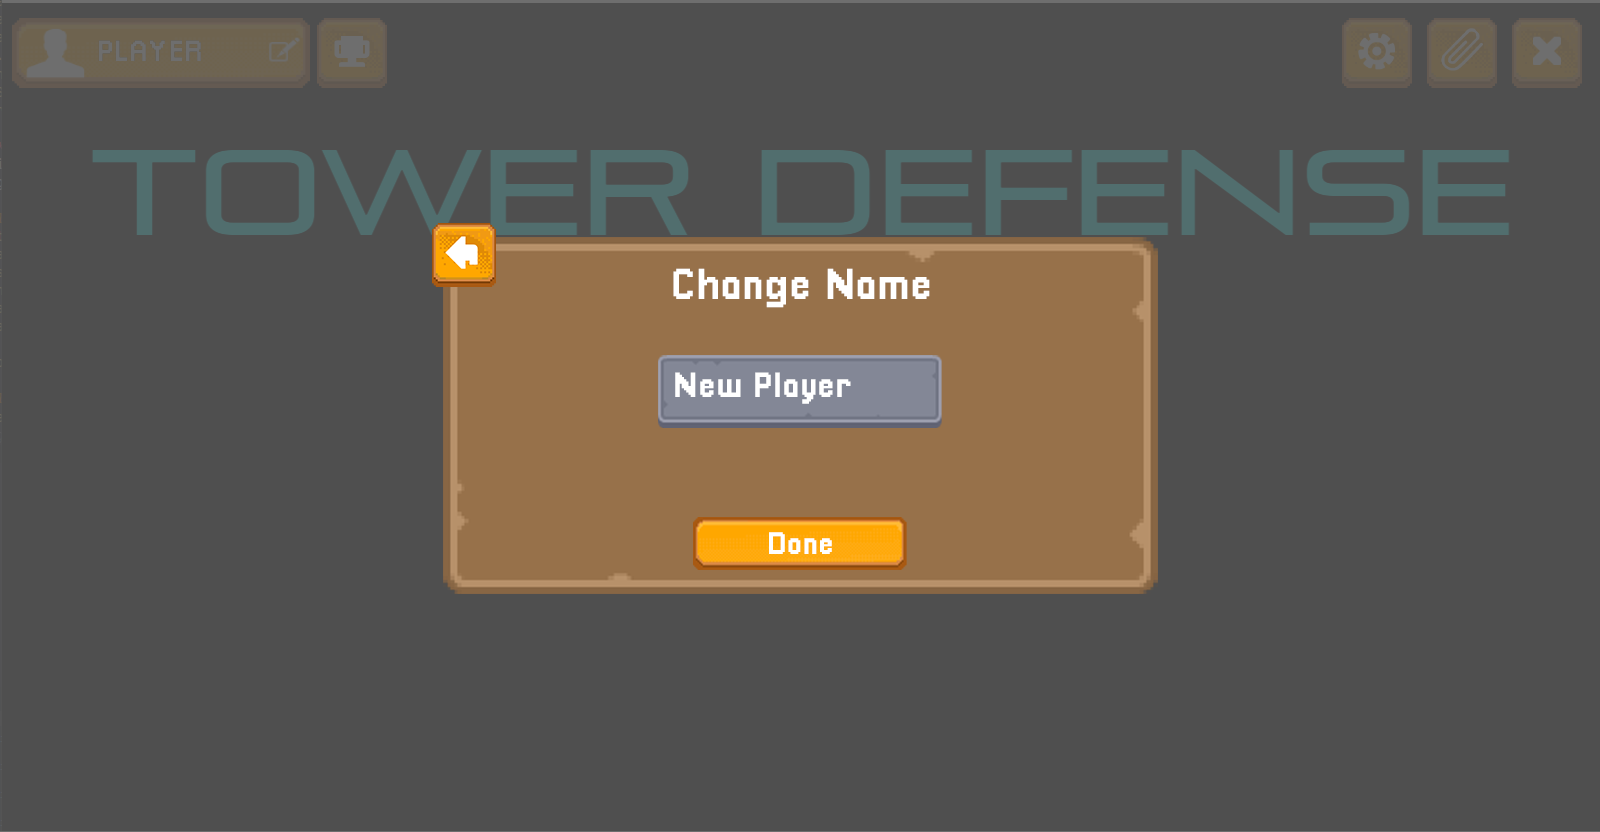 PLAYER
TOWER DEFENSE
Change Name
New Player
Done